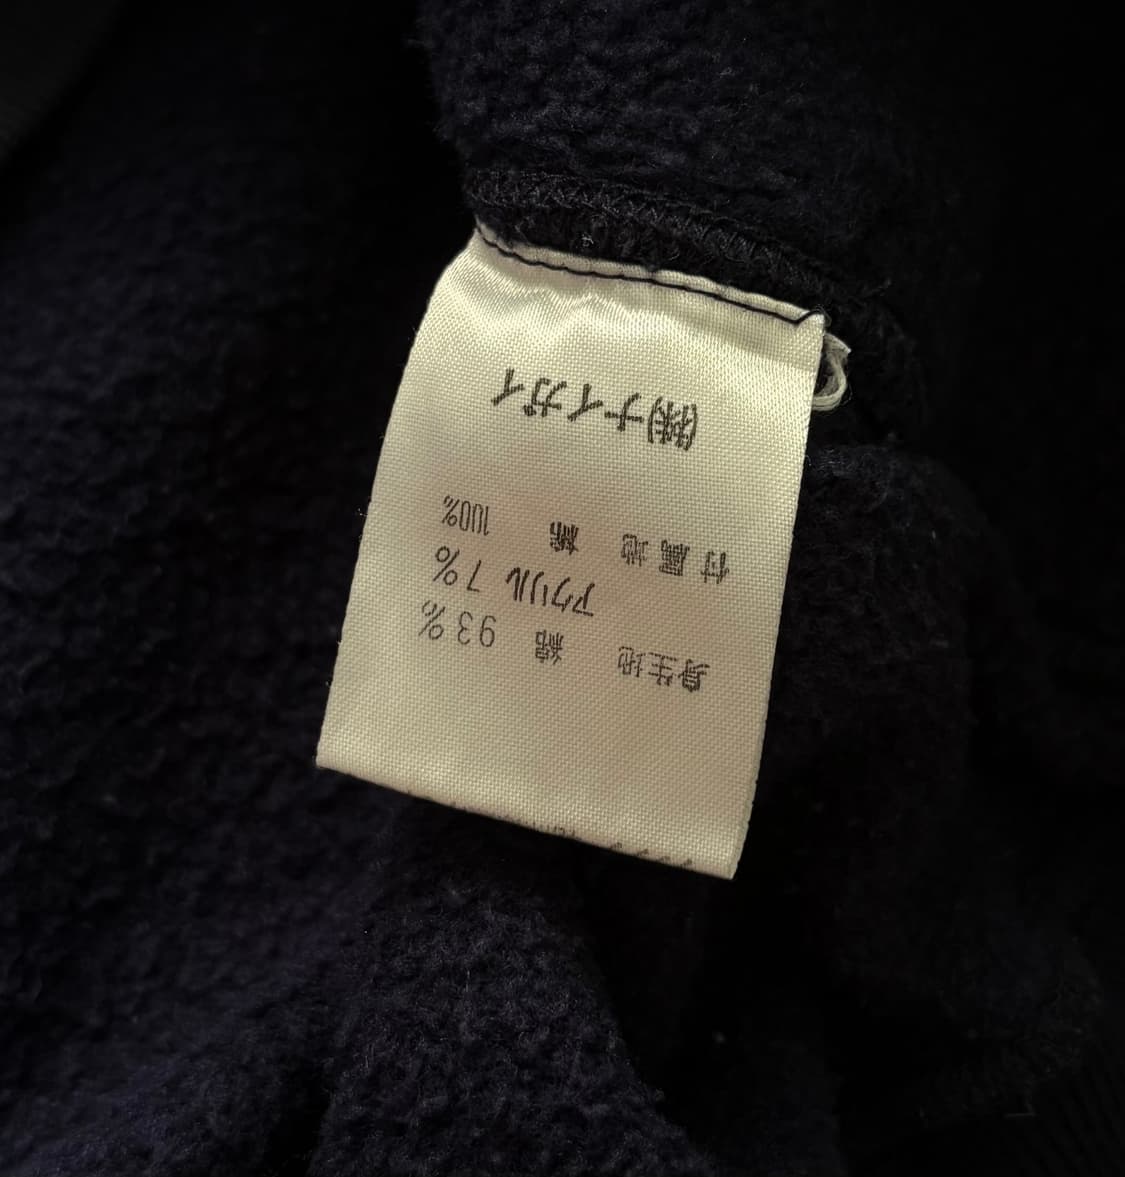 身生地 綿 93%
アクリル 7%
付属地 綿 100%
(株)ナイガイ